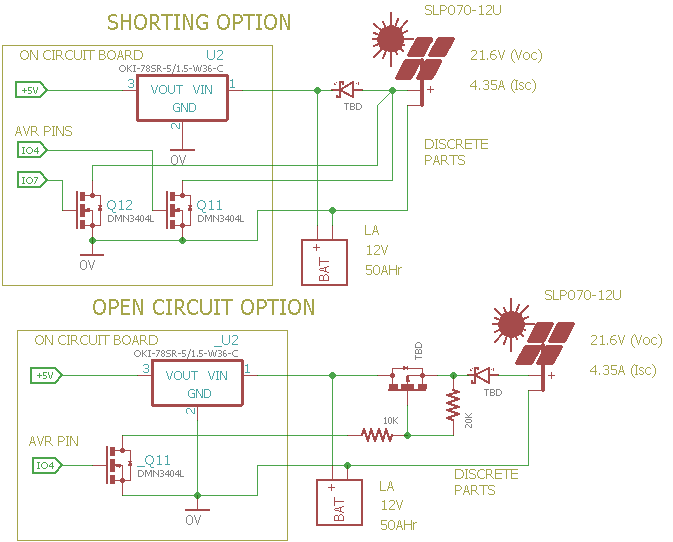 SHORTING OPTION
SLP070-12U
ON CIRCUIT BOARD
U2
OKI-78SR-5/1.5-W36-C
21.6V (Voc)
+5V
3
VOUT VIN
1
GND
TBD
+
4.35A (Isc)
2
AVR PINS
IO4
0V
DISCRETE
PARTS
IO7
Q12
DMN3404L
Q11
DMN3404L
0V
+
BAT
LA
12V
50AHr
OPEN CIRCUIT OPTION
SLP070-12U
ON CIRCUIT BOARD
_U2
OKI-78SR-5/1.5-W36-C
21.6V (Voc)
+5V
3
VOUT VIN
1
GND
TBD
TBD
+
4.35A (Isc)
2
10K
20K
AVR PIN
IO4
_Q11
DMN3404L
0V
+
BAT
LA
12V
50AHr
DISCRETE
PARTS